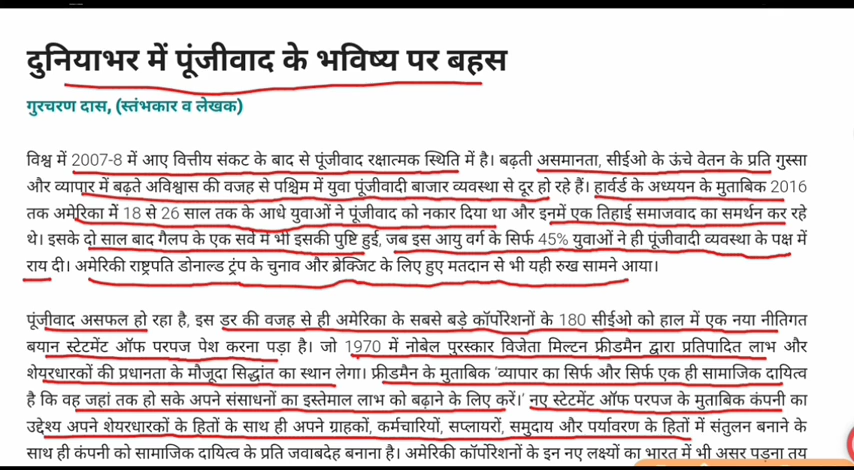 दुनियाभर में पूंजीवाद के भविष्य पर बहस
गुरचरण दास, (स्तंभकार व लेखक)
विश्व में 2007-8 में आए वित्तीय संकट के बाद से पूंजीवाद रक्षात्मक स्थिति में है। बढ़ती असमानता, सीईओ के ऊंचे वेतन के प्रति गुस्सा
और व्यापार में बढ़ते अविश्वास की वजह से पश्चिम में युवा पूंजीवादी बाजार व्यवस्था से दूर हो रहे हैं। हार्वर्ड के अध्ययन के मुताबिक 2016
तक अमेरिका में 18 से 26 साल तक के आधे युवाओं ने पूंजीवाद को नकार दिया था और इनमें एक तिहाई समाजवाद का समर्थन कर रहे
थे। इसके दो साल बाद गैलप के एक सर्वे में भी इसकी पुष्टि हुई, जब इस आयु वर्ग के सिर्फ 45% युवाओं ने ही पूंजीवादी व्यवस्था के पक्ष में
राय दी। अमेरिकी राष्ट्रपति डोनाल्ड ट्रंप के चुनाव और ब्रेक्जिट के लिए हुए मतदान से भी यही रुख सामने आया।
पूंजीवाद असफल हो रहा है, इस डर की वजह से ही अमेरिका के सबसे बड़े कॉर्पोरेशनों के 180 सीईओ को हाल में एक नया नीतिगत
बयान स्टेटमेंट ऑफ परपज पेश करना पड़ा है। जो 1970 में नोबेल पुरस्कार विजेता मिल्टन फ्रीडमैन द्वारा प्रतिपादित लाभ और
शेयरधारकों की प्रधानता के मौजूदा सिद्धांत का स्थान लेगा। फ्रीडमैन के मुताबिक 'व्यापार का सिर्फ और सिर्फ एक ही सामाजिक दायित्व
है कि वह जहां तक हो सके अपने संसाधनों का इस्तेमाल लाभ को बढ़ाने के लिए करें।' नए स्टेटमेंट ऑफ परपज के मुताबिक कंपनी का
उद्देश्य अपने शेयरधारकों के हितों के साथ ही अपने ग्राहकों, कर्मचारियों, सप्लायरों, समुदाय और पर्यावरण के हितों में संतुलन बनाने के
साथ ही कंपनी को सामाजिक दायित्व के प्रति जवाबदेह बनाना है। अमेरिकी कॉर्पोरेशनों के इन नए लक्ष्यों का भारत में भी असर पड़ना तय